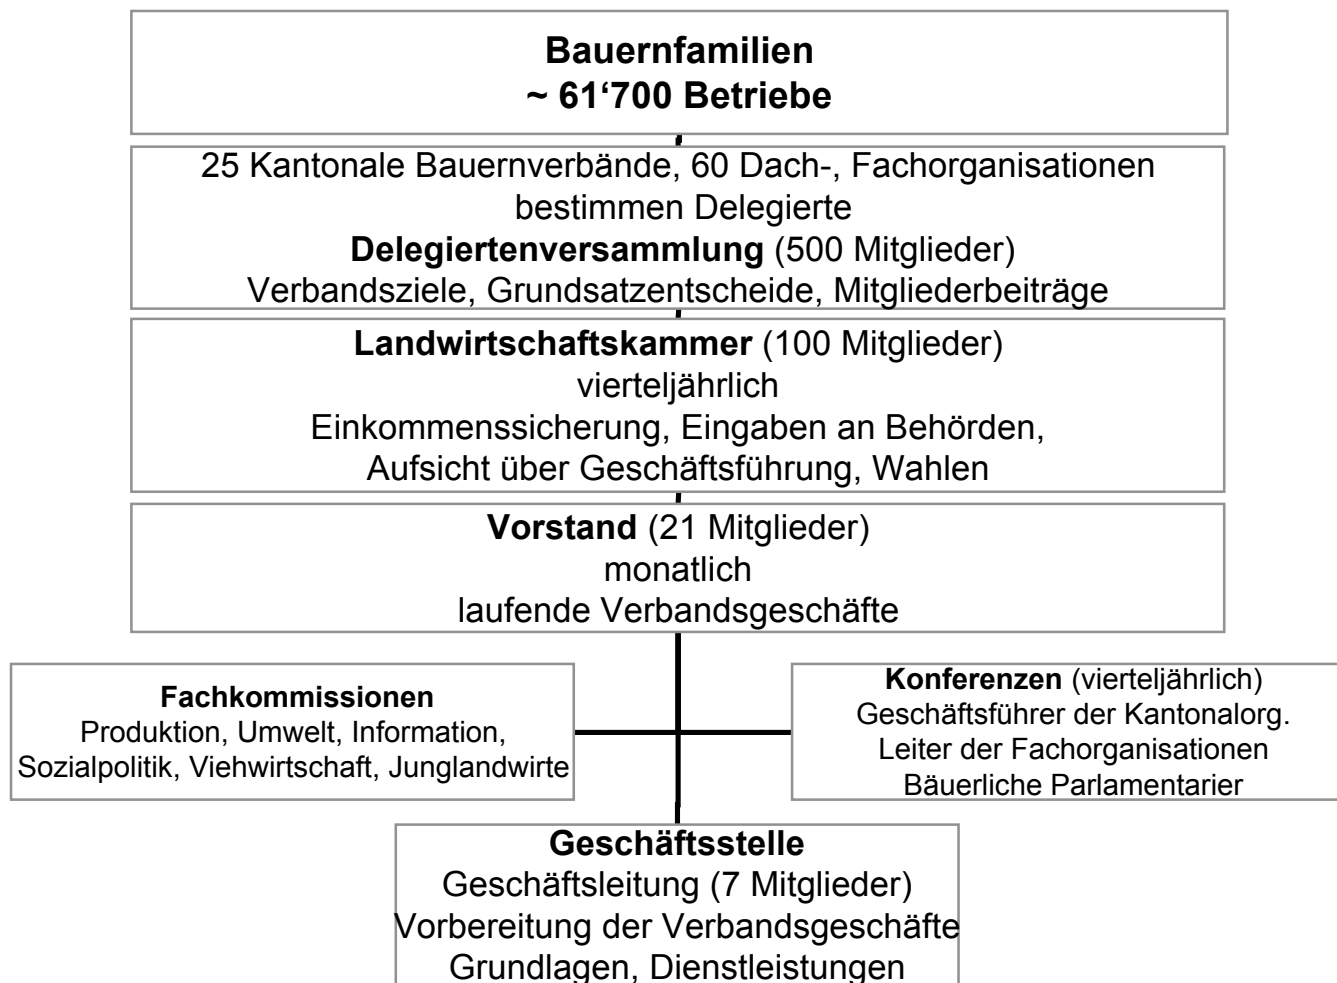 Bauernfamilien
~ 61‘700 Betriebe
25 Kantonale Bauernverbände, 60 Dach-, Fachorganisationen
bestimmen Delegierte
Delegiertenversammlung (500 Mitglieder)
Verbandsziele, Grundsatzentscheide, Mitgliederbeiträge
Landwirtschaftskammer (100 Mitglieder)
vierteljährlich
Einkommenssicherung, Eingaben an Behörden,
Aufsicht über Geschäftsführung, Wahlen
Vorstand (21 Mitglieder)
monatlich
laufende Verbandsgeschäfte
Fachkommissionen
Produktion, Umwelt, Information,
Sozialpolitik, Viehwirtschaft, Junglandwirte
Konferenzen (vierteljährlich)
Geschäftsführer der Kantonalorg.
Leiter der Fachorganisationen
Bäuerliche Parlamentarier
Geschäftsstelle
Geschäftsleitung (7 Mitglieder)
Vorbereitung der Verbandsgeschäfte
Grundlagen, Dienstleistungen